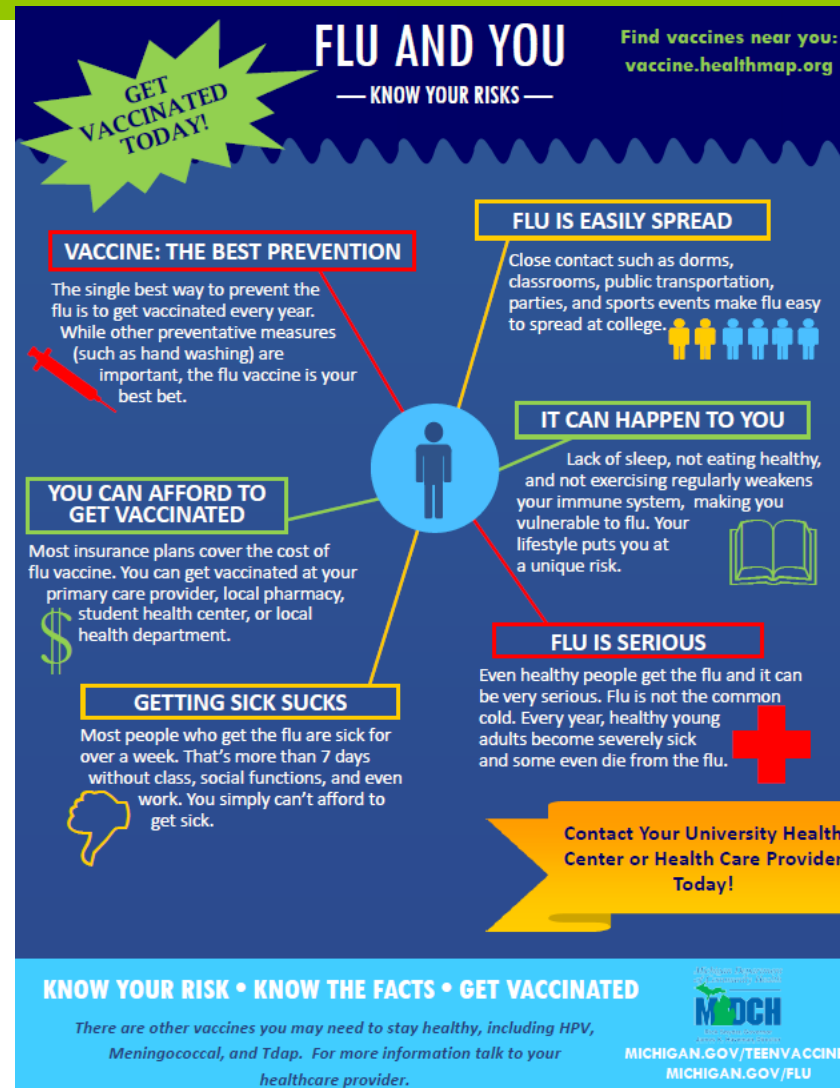 GET
VACCINATED
TODAY!
FLU AND YOU
KNOW YOUR RISKS
Find vaccines near you:
vaccine.healthmap.org
VACCINE: THE BEST PREVENTION
The single best way to prevent the
flu is to get vaccinated every year.
While other preventative measures
(such as hand washing) are
important, the flu vaccine is your
best bet.
FLU IS EASILY SPREAD
Close contact such as dorms,
classrooms, public transportation,
parties, and sports events make flu easy
to spread at college.
IT CAN HAPPEN TO YOU
Lack of sleep, not eating healthy,
and not exercising regularly weakens
your immune system, making you
vulnerable to flu. Your
lifestyle puts you at
a unique risk.
YOU CAN AFFORD TO
GET VACCINATED
Most insurance plans cover the cost of
flu vaccine. You can get vaccinated at your
primary care provider, local pharmacy,
student health center, or local
health department.
$
FLU IS SERIOUS
Even healthy people get the flu and it can
be very serious. Flu is not the common
cold. Every year, healthy young
adults become severely sick
and some even die from the flu.
GETTING SICK SUCKS
Most people who get the flu are sick for
over a week. That's more than 7 days
without class, social functions, and even
work. You simply can't afford to
get sick.
Contact Your University Health
Center or Health Care Provider
Today!
KNOW YOUR RISK • KNOW THE FACTS • GET VACCINATED
There are other vaccines you may need to stay healthy, including HPV,
Meningococcal, and Tdap. For more information talk to your
healthcare provider.
Michigan Department
of Community Health
MDCH
MICHIGAN.GOV/TEENVACCINE
MICHIGAN.GOV/FLU